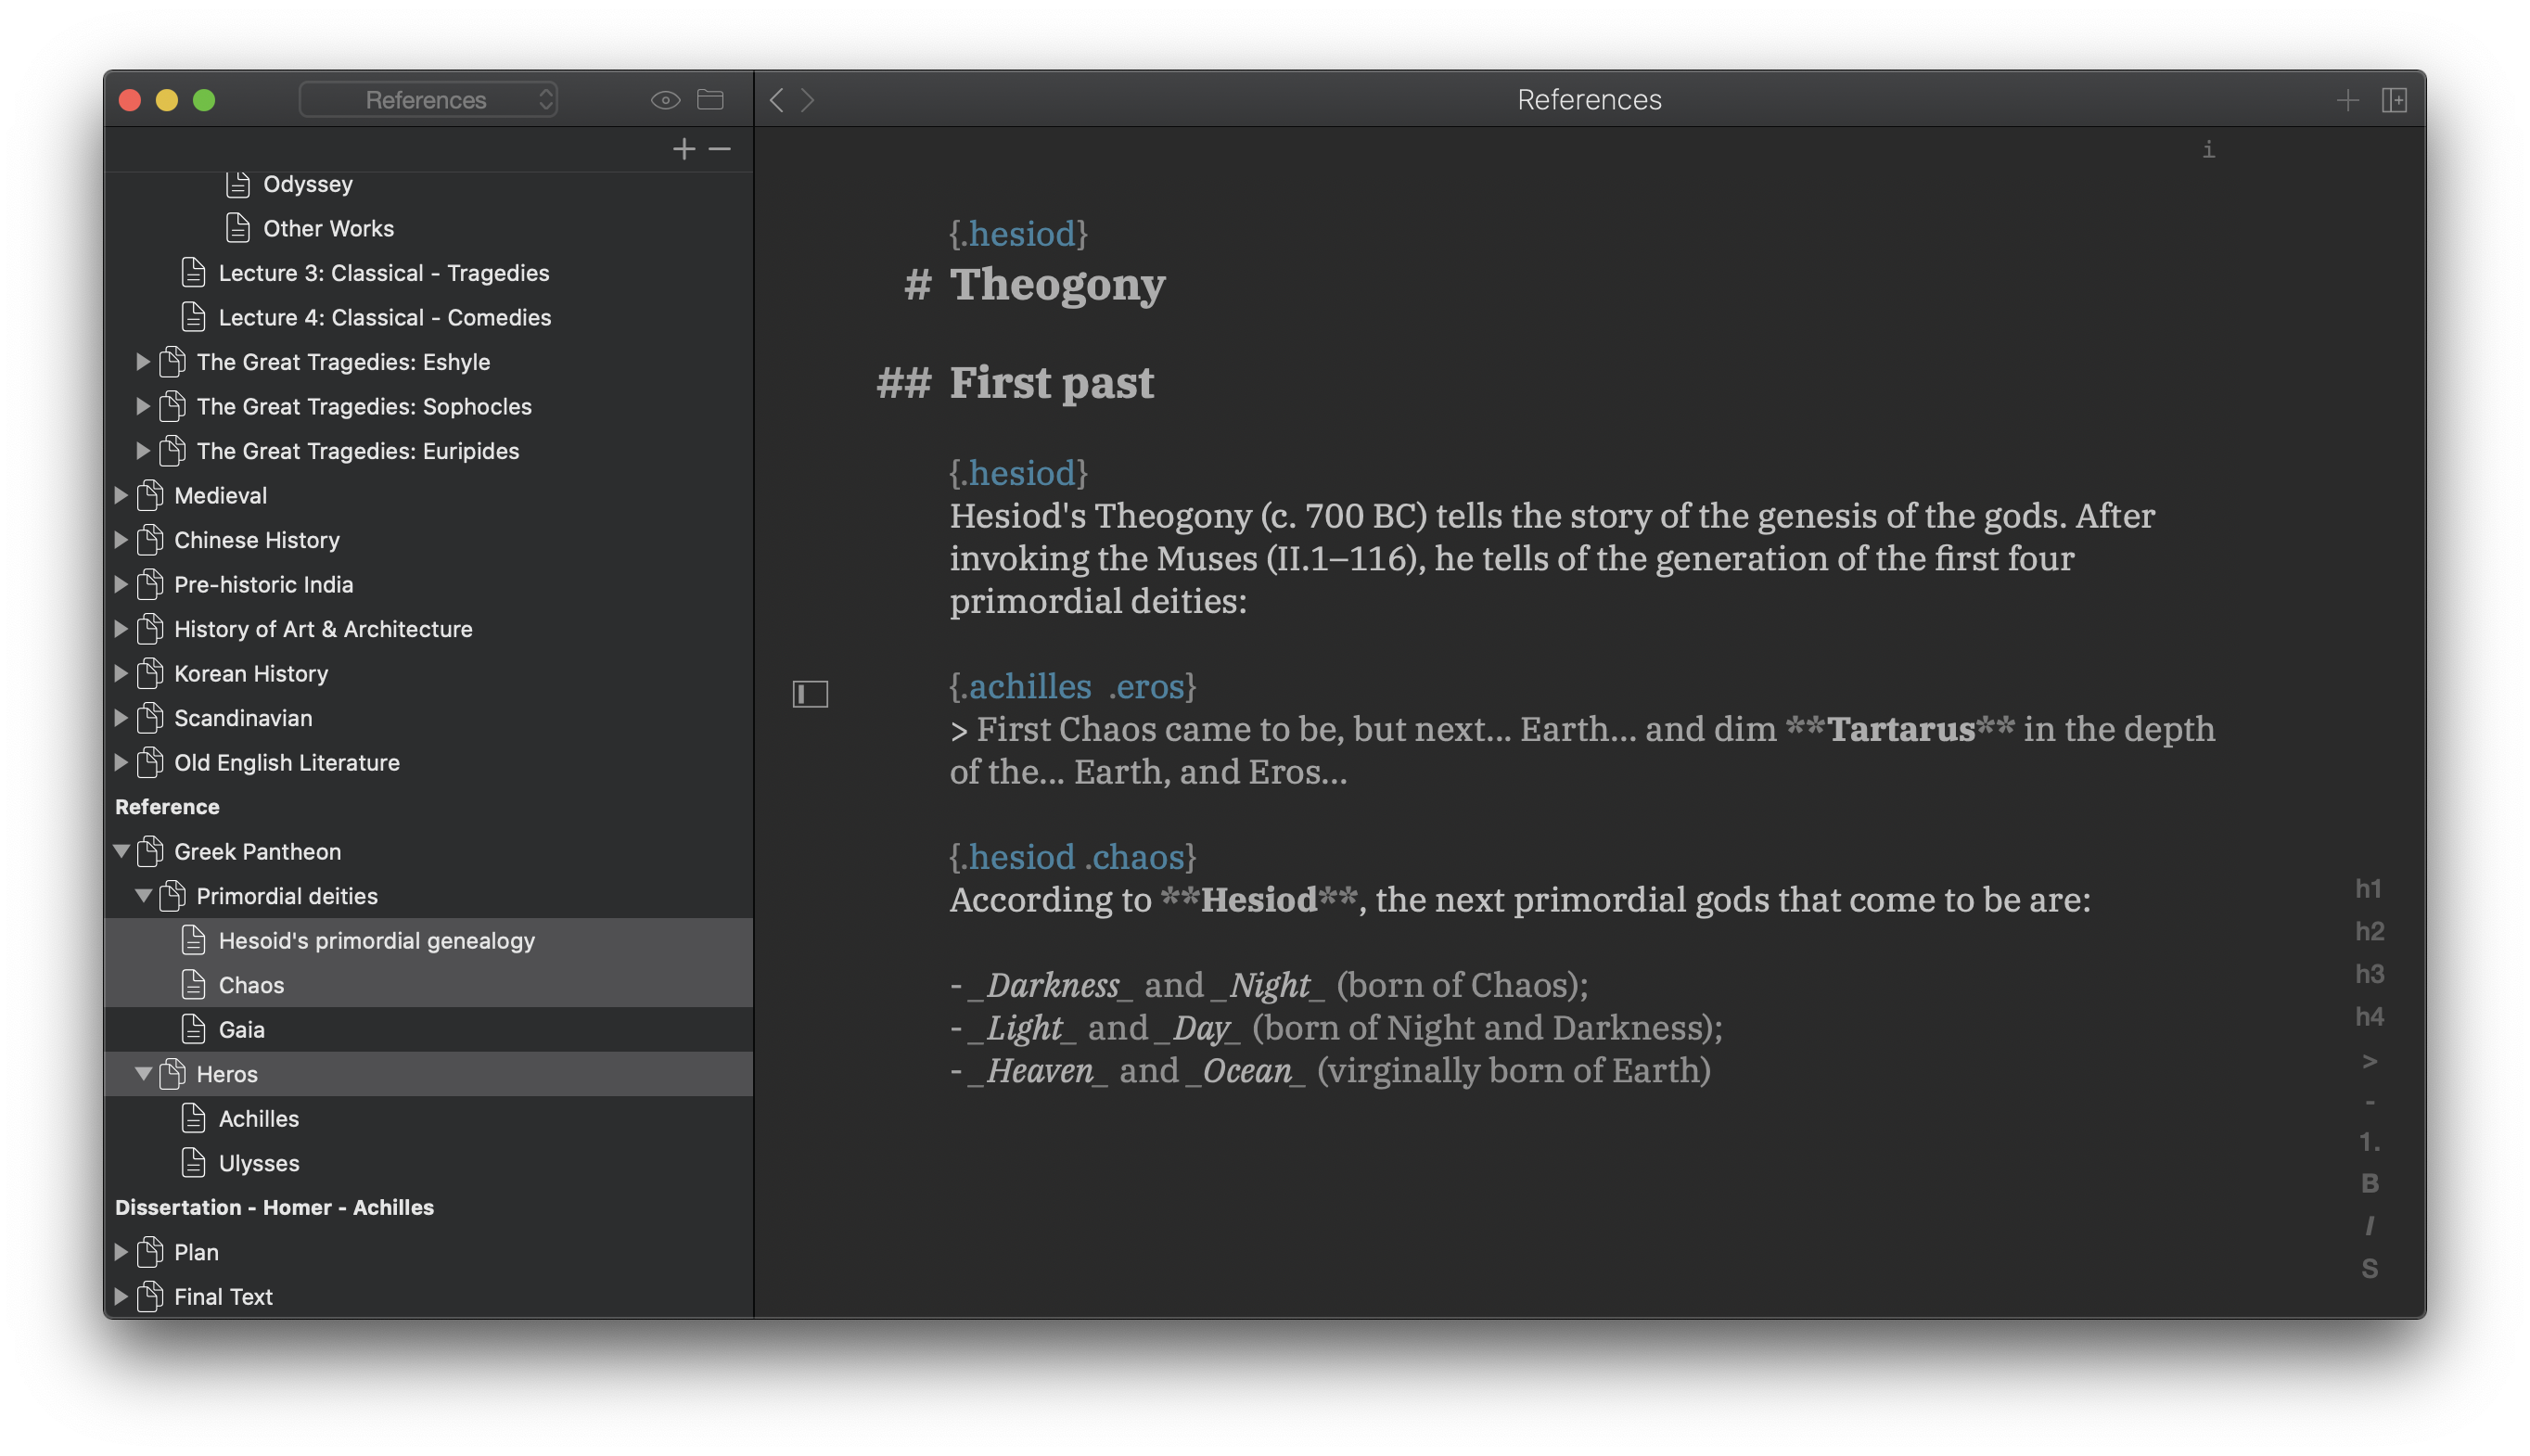 References
References
i
Odyssey
Other Works
Lecture 3: Classical - Tragedies
Lecture 4: Classical - Comedies
The Great Tragedies: Eshyle
The Great Tragedies: Sophocles
The Great Tragedies: Euripides
Medieval
Chinese History
Pre-historic India
History of Art & Architecture
Korean History
Scandinavian
Old English Literature
Reference
Greek Pantheon
Primordial deities
Hesoid's primordial genealogy
Chaos
Gaia
Heros
Achilles
Ulysses
Dissertation - Homer - Achilles
Plan
Final Text
{.hesiod}
# Theogony
## First past
{.hesiod}
Hesiod's Theogony (c. 700 BC) tells the story of the genesis of the gods. After
invoking the Muses (II.1–116), he tells of the generation of the first four
primordial deities:
{.achilles .eros}
> First Chaos came to be, but next... Earth... and dim **Tartarus** in the depth
of the... Earth, and Eros...
{.hesiod .chaos}
According to **Hesiod**, the next primordial gods that come to be are:
- _Darkness_ and _Night_ (born of Chaos);
- _Light_ and _Day_ (born of Night and Darkness);
- _Heaven_ and _Ocean_ (virginally born of Earth)
h1
h2
h3
h4
>
-
1.
B
I
S